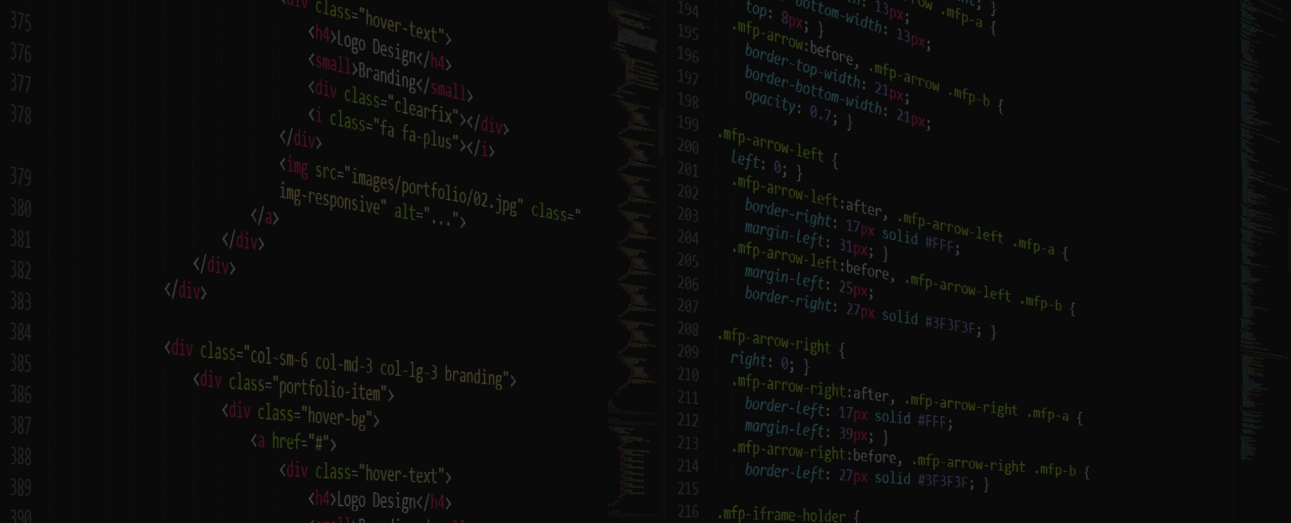 375
376
377
378
379
380
381
382
383
384
385
386
387
388
389
390
<div class="hover-text">
<h4>Logo Design</h4>
<small>Branding</small>
<div class="clearfix"></div>
<i class="fa fa-plus"></i>
</div>
<img src="images/portfolio/02.jpg" class="
img-responsive" alt="...">
</a>
</div>
</div>
</div>
<div class="col-sm-6 col-md-3 col-lg-3 branding">
<div class="portfolio-item">
<div class="hover-bg">
<a href="#">
<div class="hover-text">
<h4>Logo Design</h4>
194
195
196
197
198
199
200
201
202
203
204
205
206
207
208
209
210
211
212
213
214
215
216
top: 8px; }
bottom-width: 13px;
.mfp-arrow:before, .mfp-arrow .mfp-b {
border-top-width: 21px;
border-bottom-width: 21px;
opacity: 0.7; }
.mfp-arrow-left {
left: 0; }
.mfp-arrow-left:after, .mfp-arrow-left .mfp-a {
border-right: 17px solid #FFF;
margin-left: 31px; }
.mfp-arrow-left:before, .mfp-arrow-left .mfp-b {
margin-left: 25px;
border-right: 27px solid #3F3F3F; }
.mfp-arrow-right {
right: 0; }
.mfp-arrow-right:after, .mfp-arrow-right .mfp-a {
border-left: 17px solid #FFF;
margin-left: 39px; }
.mfp-arrow-right:before, .mfp-arrow-right .mfp-b {
border-left: 27px solid #3F3F3F; }
.mfp-iframe-holder {